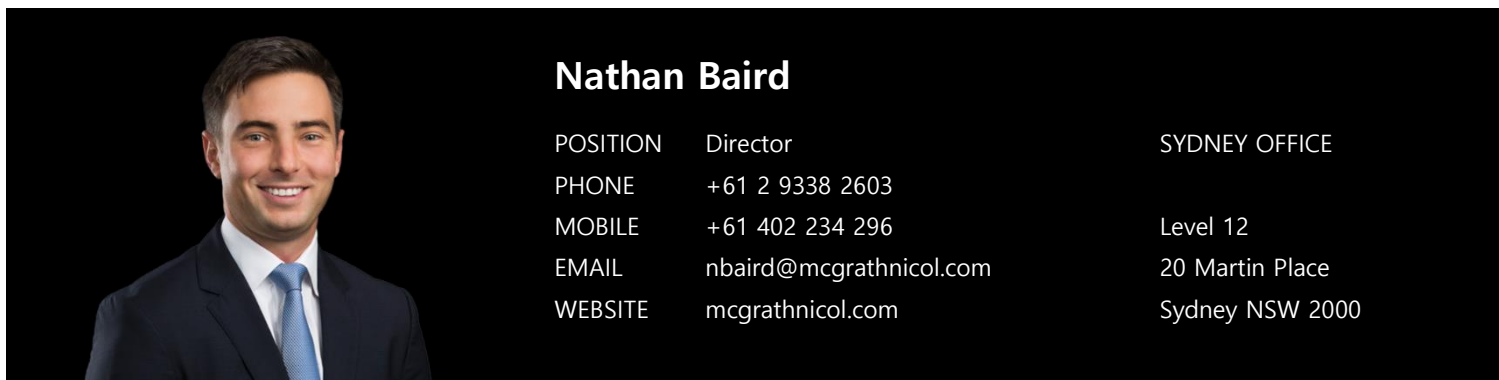 Nathan Baird
POSITION Director
PHONE +61 2 9338 2603
MOBILE +61 402 234 296
EMAIL nbaird@mcgrathnicol.com
WEBSITE mcgrathnicol.com
SYDNEY OFFICE
Level 12
20 Martin Place
Sydney NSW 2000